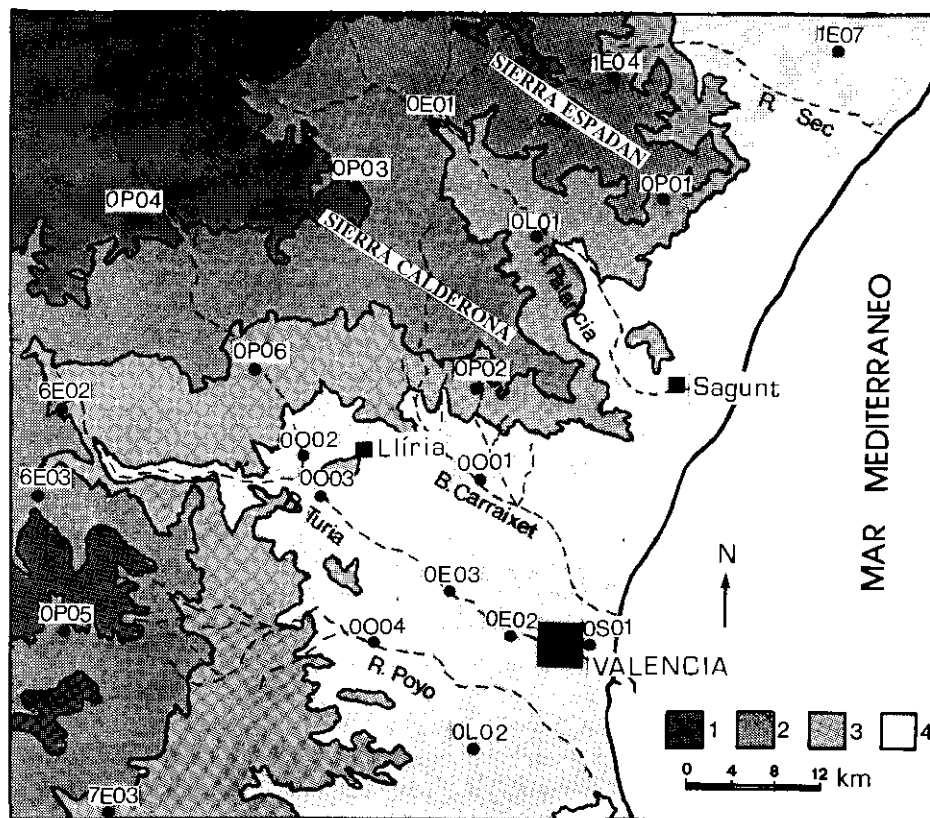 1E07
1E04
SIERRA ESPADAN
0E01
R. Sec
0P03
0P01
0P04
0L01
SIERRA CALDERONA
R. Palancia
MAR MEDITERRANEO
0P06
0P02
Sagunt
6E02
0O02
Llíria
0O01
6E03
0O03
B. Carraixet
R. Turia
N
0E03
0P05
0O04
0E02
0S01
VALENCIA
R. Poyo
1 2 3 4
0L02
0 4 8 12 km
7E03